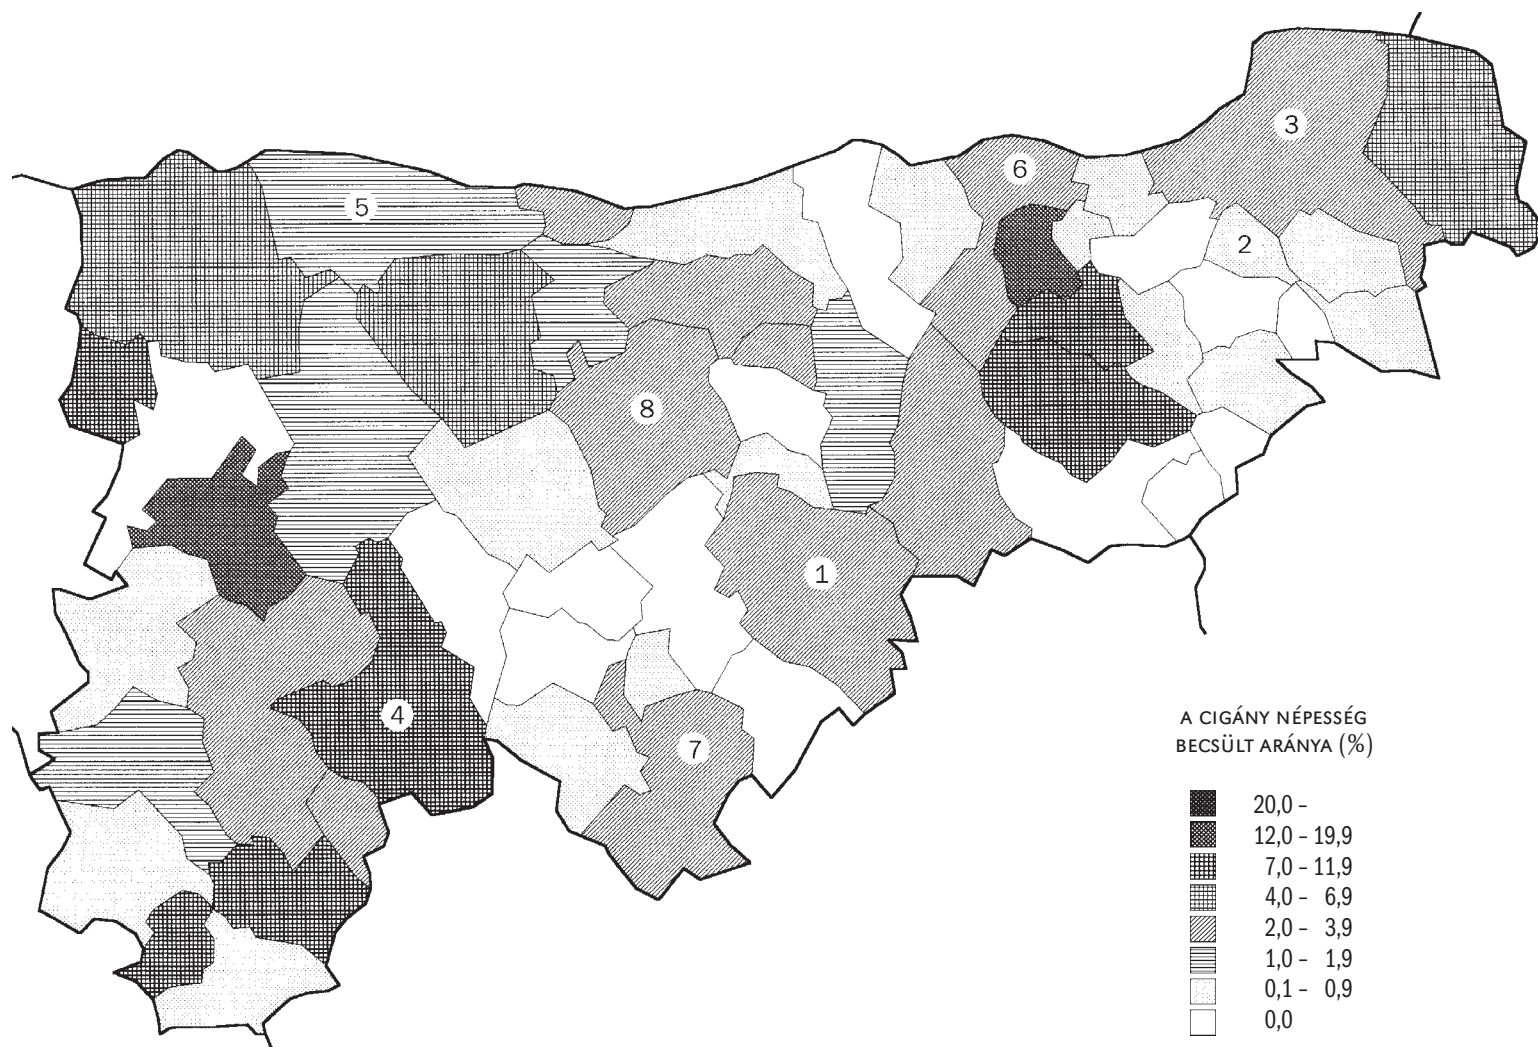 3
6
5
2
8
1
4
7
A CIGÁNY NÉPESSÉG
BECSÜLT ARÁNYA (%)
20,0 –
12,0 – 19,9
7,0 – 11,9
4,0 – 6,9
2,0 – 3,9
1,0 – 1,9
0,1 – 0,9
0,0